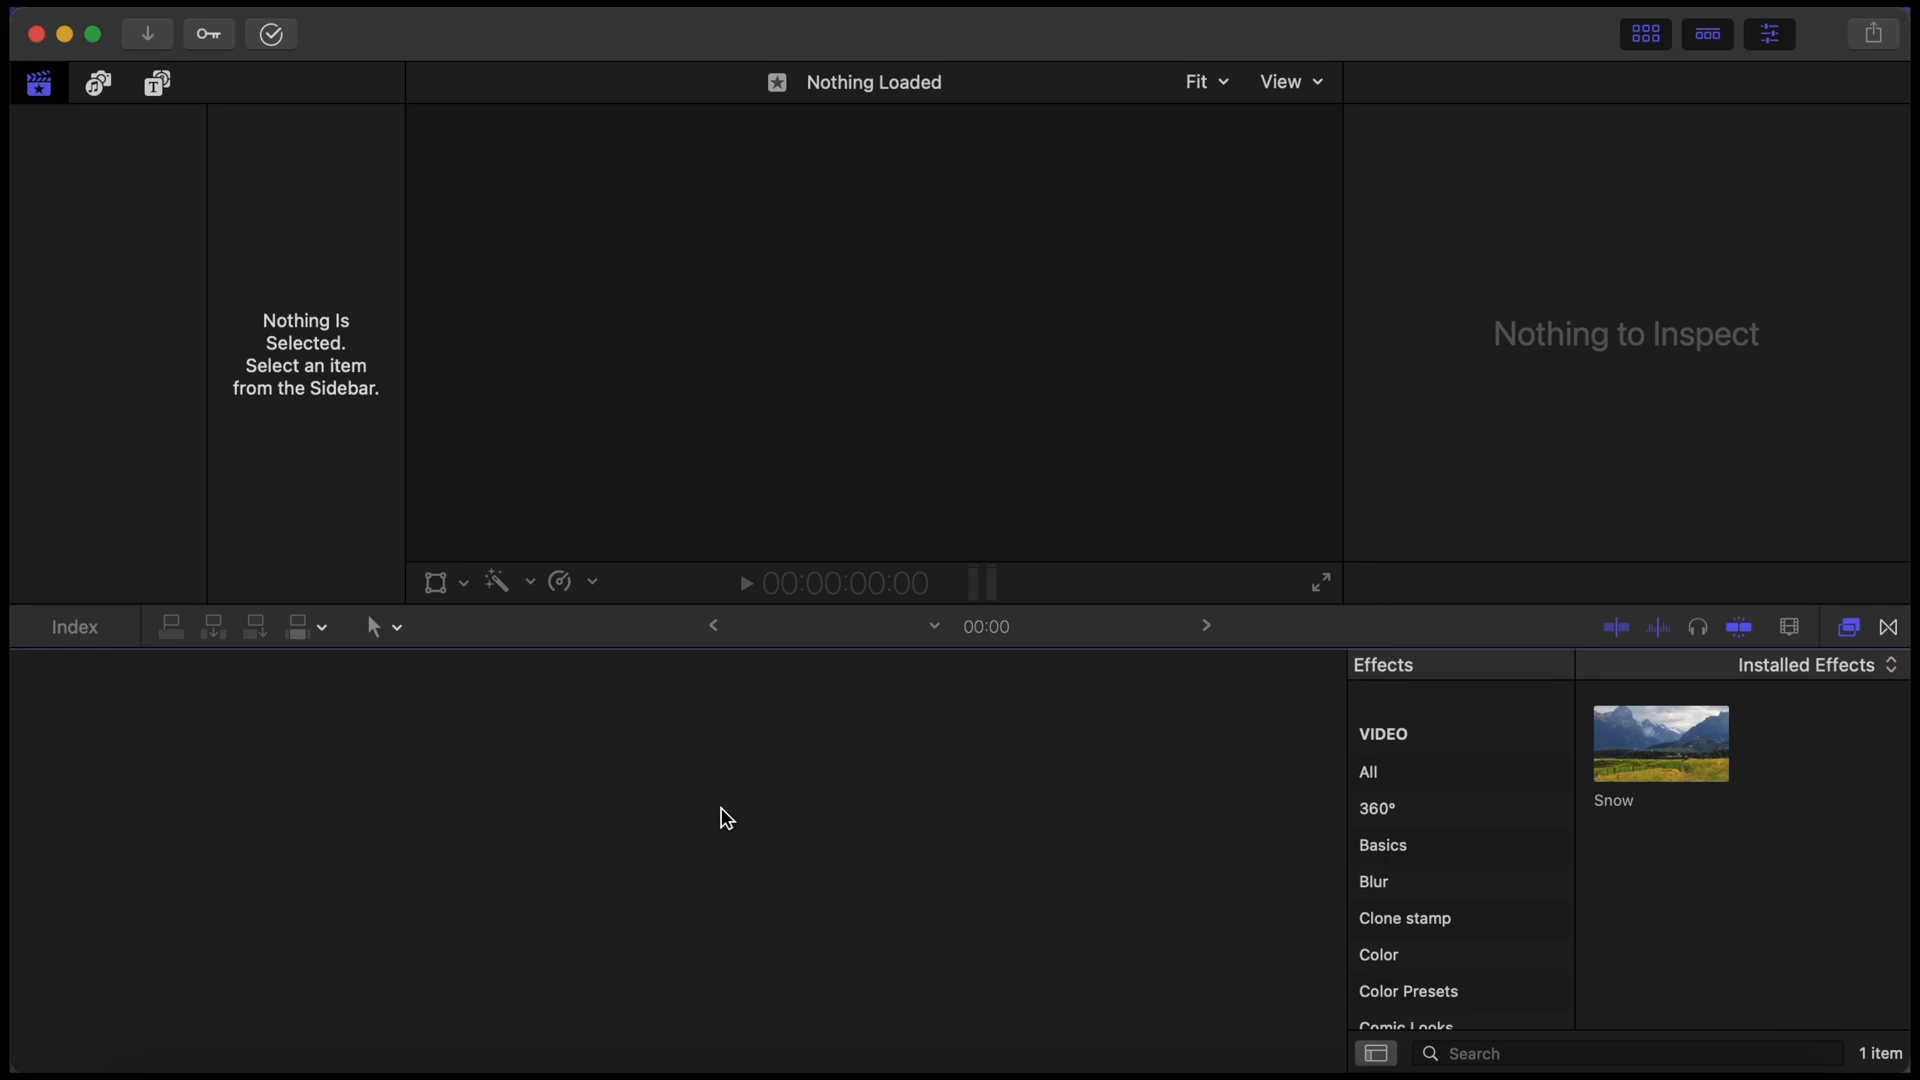 Nothing Loaded
Fit
View
Nothing Is
Selected.
Select an item
from the Sidebar.
Nothing to Inspect
00:00:00:00
Index
00:00
Effects
Installed Effects
VIDEO
All
360°
Basics
Blur
Clone stamp
Color
Color Presets
Comic Looks
Snow
Search
1 item